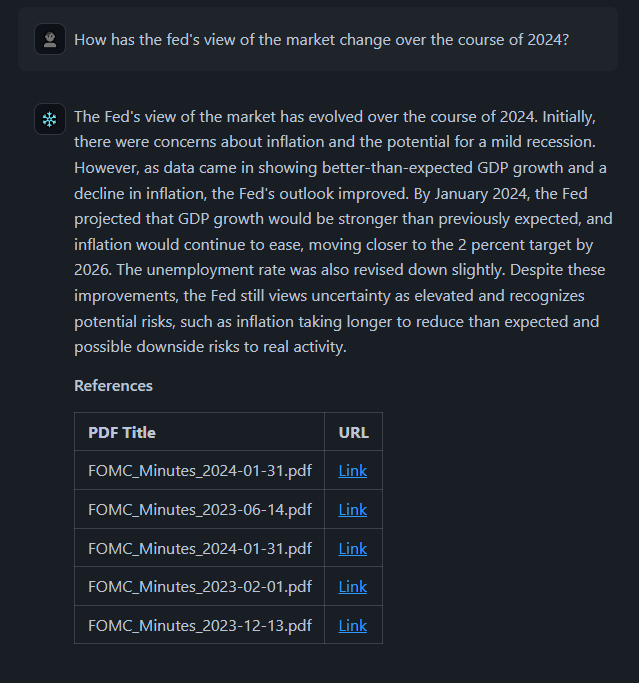 How has the fed's view of the market change over the course of 2024?
The Fed's view of the market has evolved over the course of 2024. Initially,
there were concerns about inflation and the potential for a mild recession.
However, as data came in showing better-than-expected GDP growth and a
decline in inflation, the Fed's outlook improved. By January 2024, the Fed
projected that GDP growth would be stronger than previously expected, and
inflation would continue to ease, moving closer to the 2 percent target by
2026. The unemployment rate was also revised down slightly. Despite these
improvements, the Fed still views uncertainty as elevated and recognizes
potential risks, such as inflation taking longer to reduce than expected and
possible downside risks to real activity.
References
PDF Title URL
FOMC_Minutes_2024-01-31.pdf Link
FOMC_Minutes_2023-06-14.pdf Link
FOMC_Minutes_2024-01-31.pdf Link
FOMC_Minutes_2023-02-01.pdf Link
FOMC_Minutes_2023-12-13.pdf Link